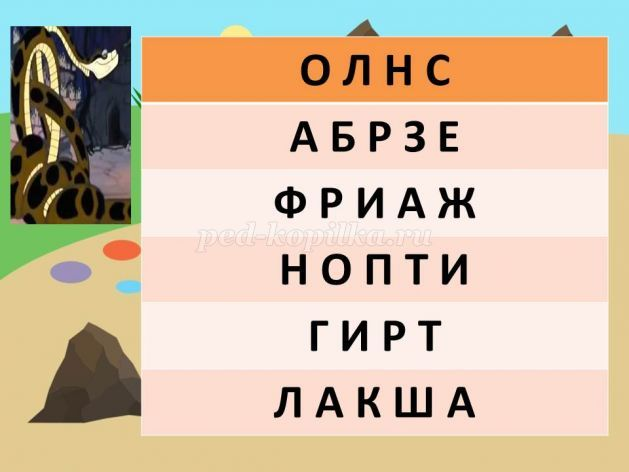 О Л Н С
А Б Р З Е
Ф Р И А Ж
ped-kopilka.ru
Н О П Т И
Г И Р Т
Л А К Ш А